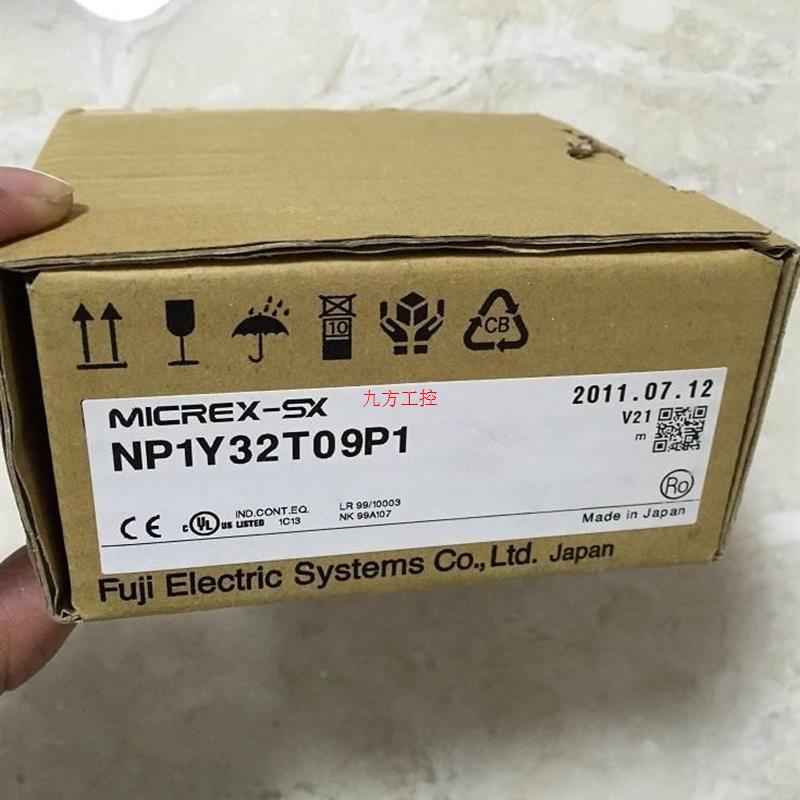 10
CB
九方工控
MICREX-SX
2011.07.12
NP1Y32T09P1
V21
m
Ro
CE
C UL US LISTED
IND.CONT.EQ.
1C13
LR 99/10003
NK 99A107
Made in Japan
Fuji Electric Systems Co.,Ltd. Japan